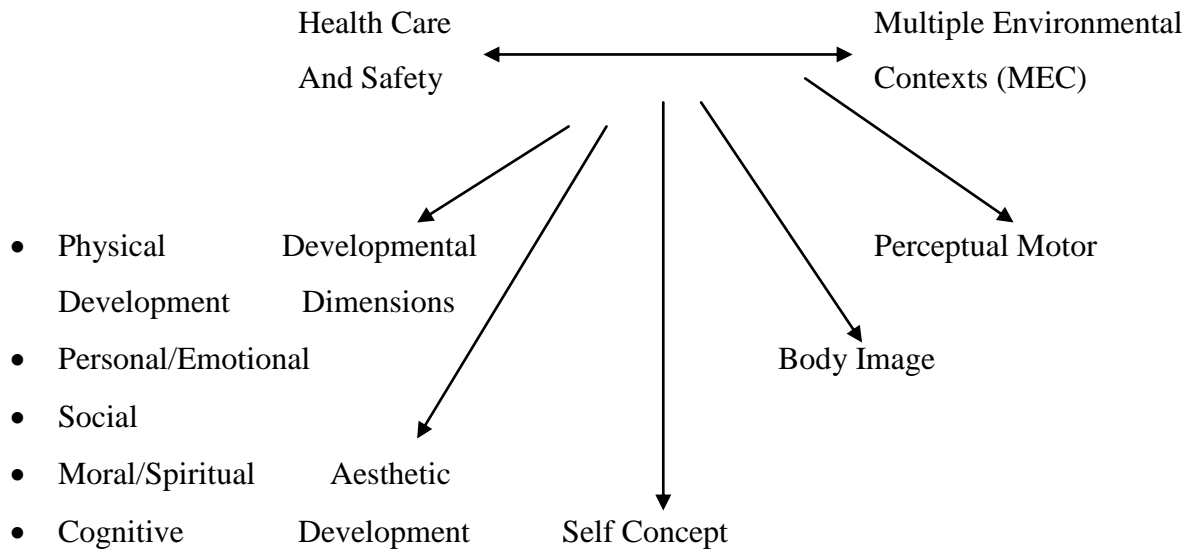 Health Care Multiple Environmental
And Safety Contexts (MEC)
• Physical Developmental Perceptual Motor
Development Dimensions
• Personal/Emotional Body Image
• Social
• Moral/Spiritual Aesthetic
• Cognitive Development Self Concept